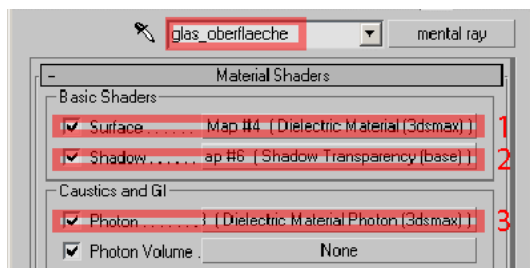 glas_oberflaeche mental ray
- Material Shaders
Basic Shaders
Surface . . . . . . Map #4 ( Dielectric Material (3dsmax) ) 1
Shadow . . . . . . ap #6 ( Shadow Transparency (base) ) 2
Caustics and GI
Photon . . . . . . . ( Dielectric Material Photon (3dsmax) ) 3
Photon Volume . None